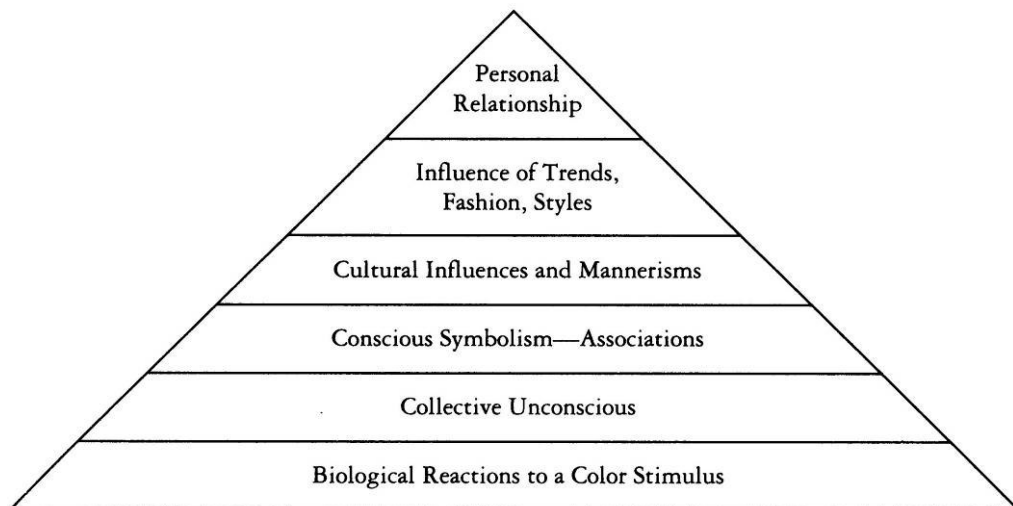 Personal
Relationship
Influence of Trends,
Fashion, Styles
Cultural Influences and Mannerisms
Conscious Symbolism—Associations
Collective Unconscious
Biological Reactions to a Color Stimulus